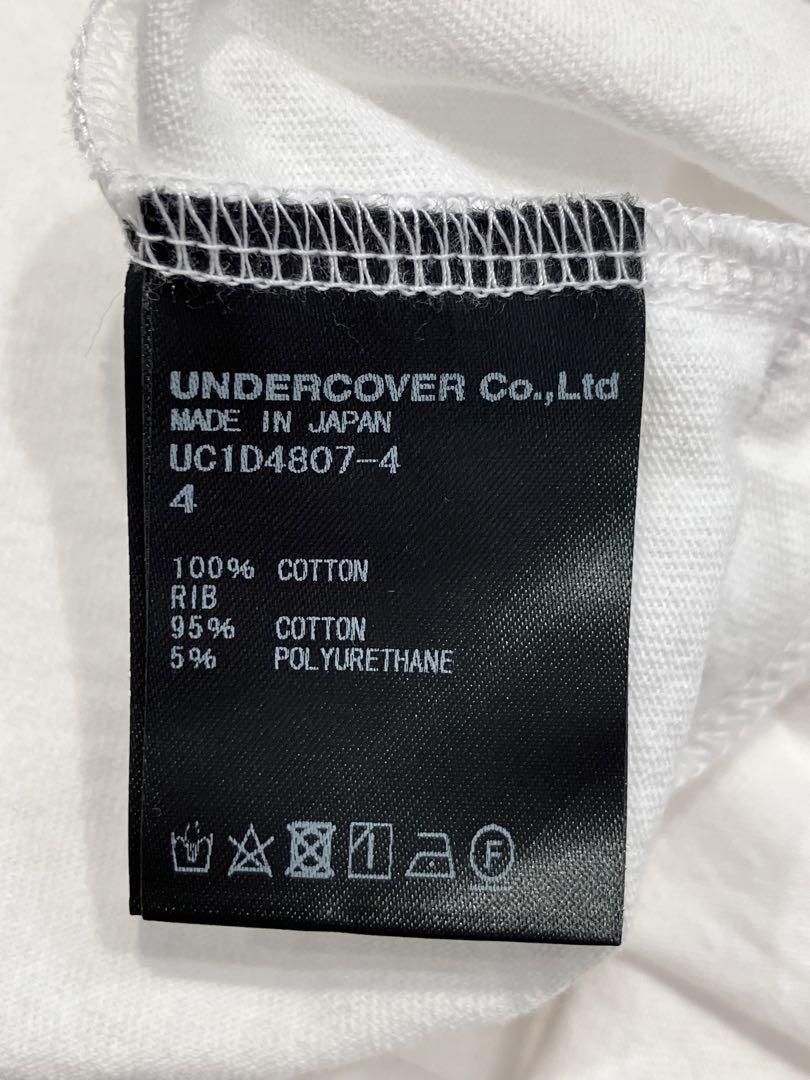 UNDERCOVER Co.,Ltd
MADE IN JAPAN
UC1D4807-4
4
100% COTTON
RIB
95% COTTON
5% POLYURETHANE
F